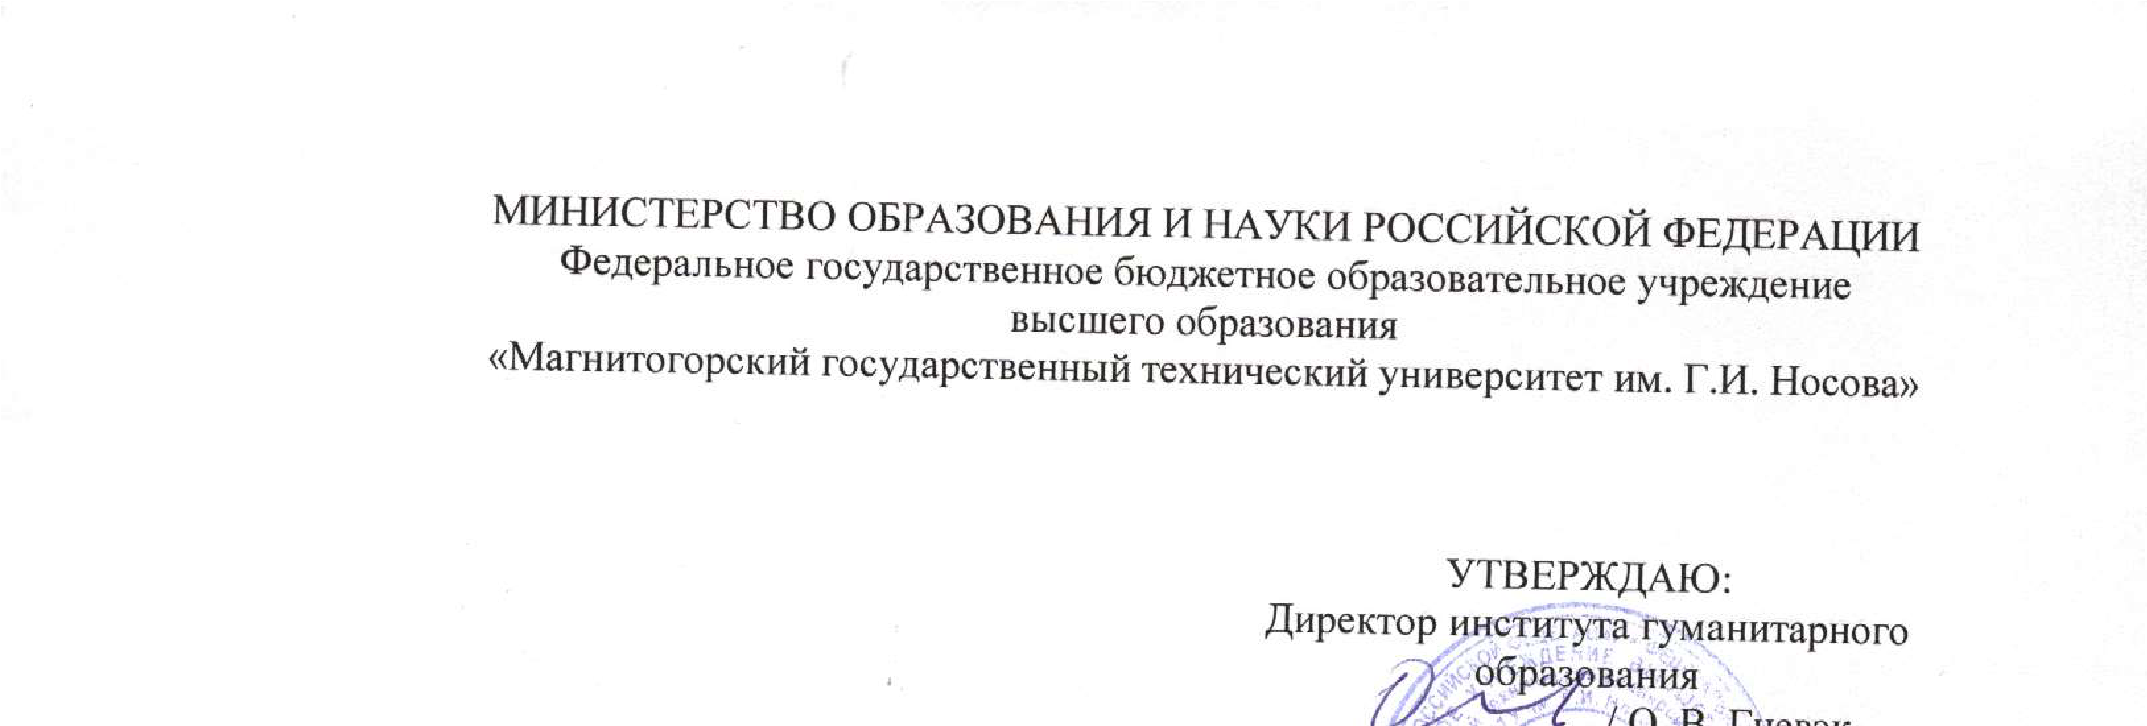 МИНИСТЕРСТВО ОБРАЗОВАНИЯ И НАУКИ РОССИЙСКОЙ ФЕДЕРАЦИИ
Федеральное государственное бюджетное образовательное учреждение
высшего образования
«Магнитогорский государственный технический университет им. Г.И. Носова»
УТВЕРЖДАЮ:
Директор института гуманитарного
образования
/ О. В. Гневэк